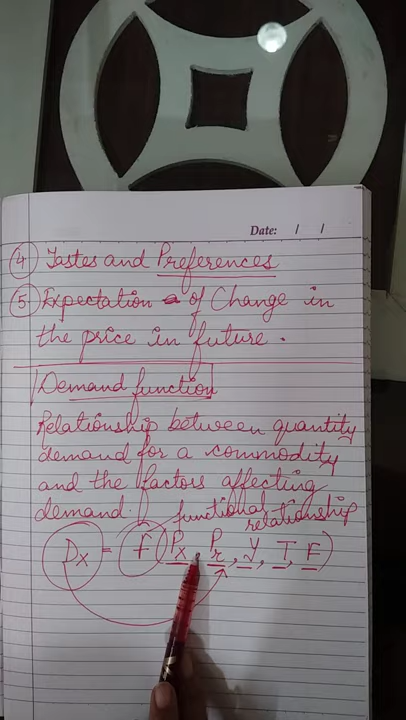 Date: / /
④ Tastes and Preferences
⑤ Expectation of Change in
the price in future.
Demand function
Relationship between quantity
demand for a commodity
and the factors affecting
demand.
functional
relationship
Dx = f (Px, Pr, Y, T, E)